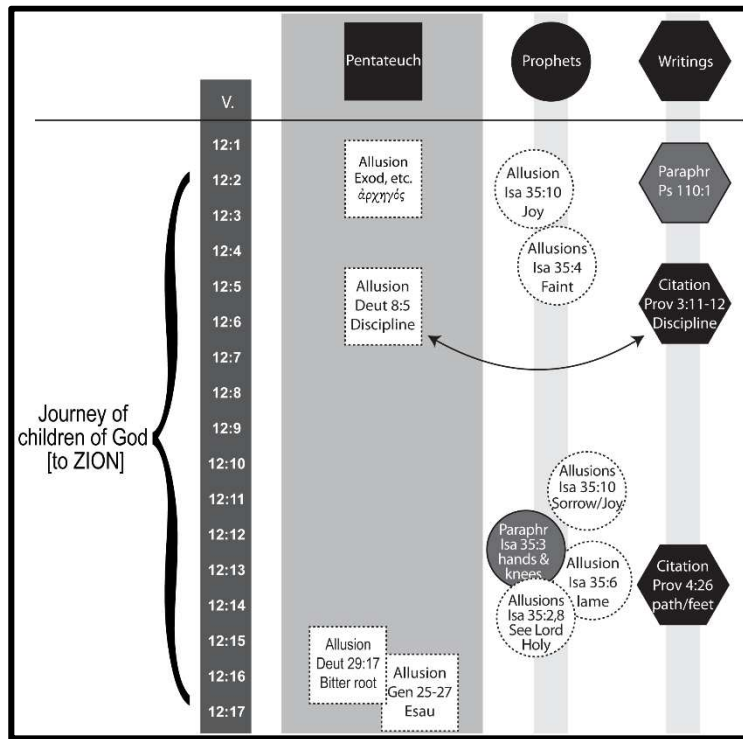 Pentateuch
Prophets
Writings
V.
12:1
12:2
12:3
12:4
12:5
12:6
12:7
12:8
12:9
12:10
12:11
12:12
12:13
12:14
12:15
12:16
12:17
Journey of
children of God
[to ZION]
Allusion
Exod, etc.
ἀρχηγός
Allusion
Isa 35:10
Joy
Paraphr
Ps 110:1
Allusions
Isa 35:4
Faint
Allusion
Deut 8:5
Discipline
Citation
Prov 3:11-12
Discipline
Allusions
Isa 35:10
Sorrow/Joy
Paraphr
Isa 35:3
hands &
knees
Allusion
Isa 35:6
lame
Citation
Prov 4:26
path/feet
Allusions
Isa 35:2,8
See Lord
Holy
Allusion
Deut 29:17
Bitter root
Allusion
Gen 25-27
Esau